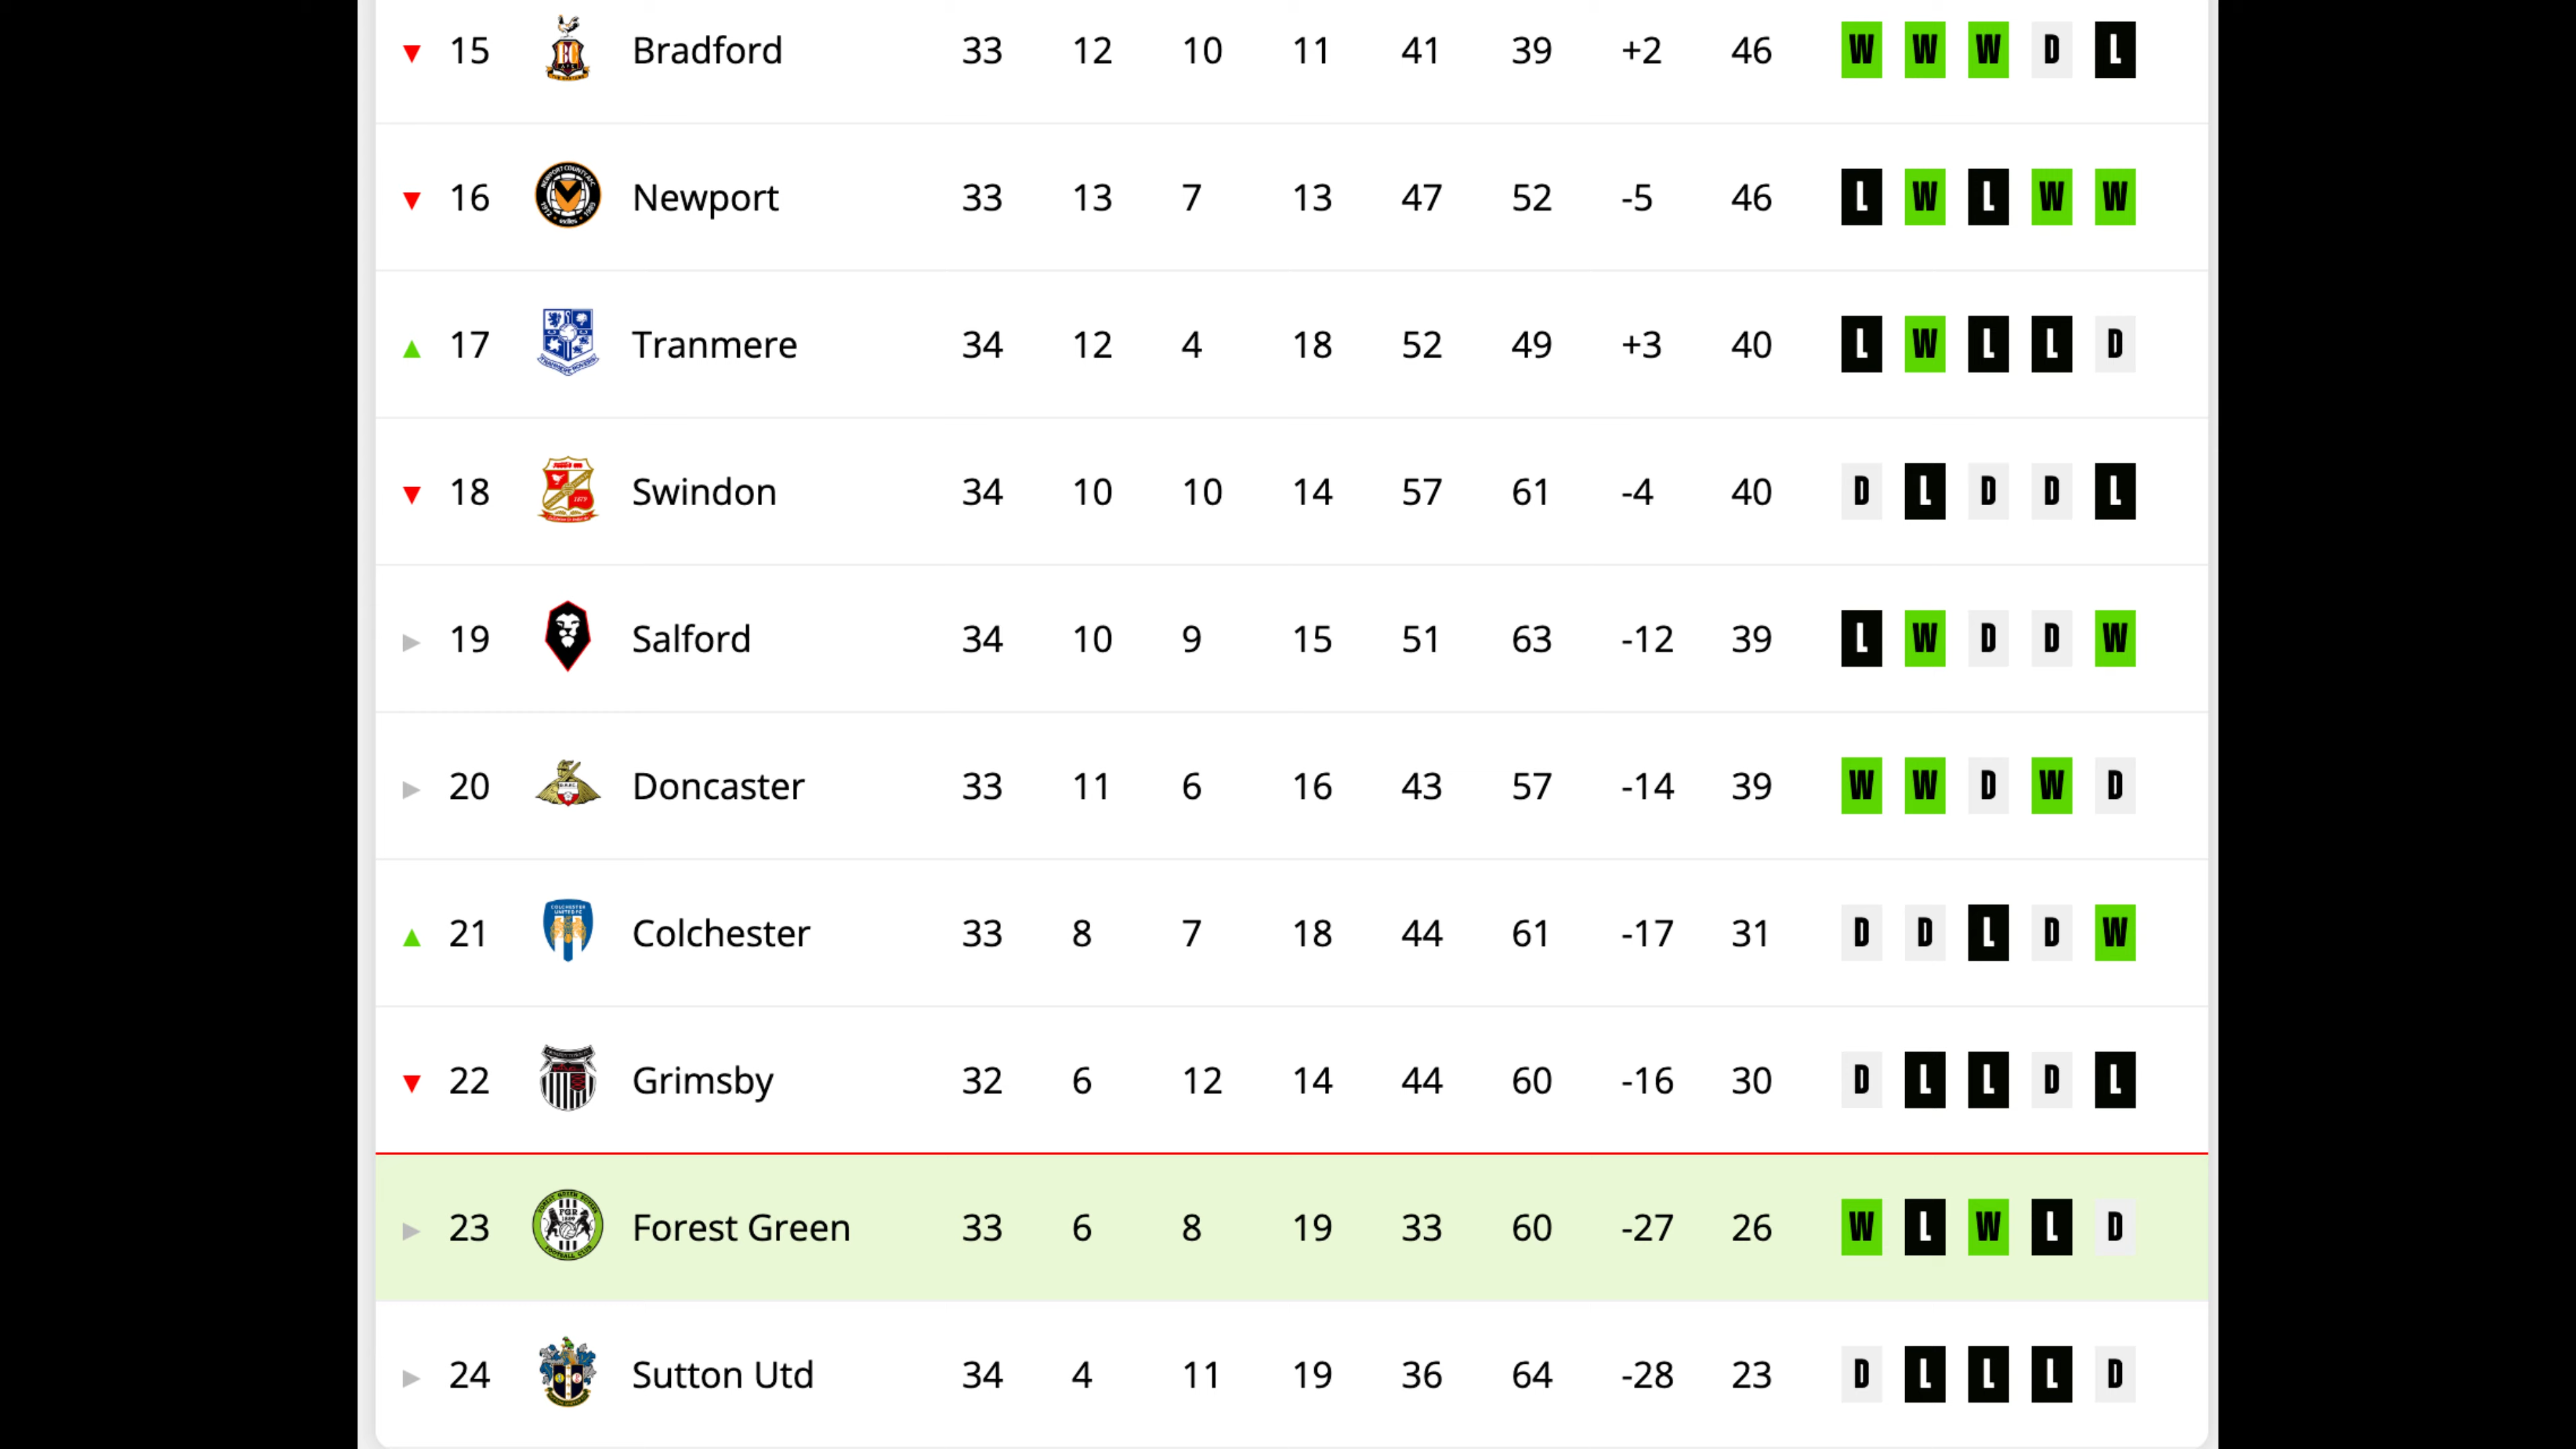 15 Bradford 33 12 10 11 41 39 +2 46 W W W D L
16 Newport 33 13 7 13 47 52 -5 46 L W L W W
17 Tranmere 34 12 4 18 52 49 +3 40 L W L L D
18 Swindon 34 10 10 14 57 61 -4 40 D L D D L
19 Salford 34 10 9 15 51 63 -12 39 L W D D W
20 Doncaster 33 11 6 16 43 57 -14 39 W W D W D
21 Colchester 33 8 7 18 44 61 -17 31 D D L D W
22 Grimsby 32 6 12 14 44 60 -16 30 D L L D L
23 Forest Green 33 6 8 19 33 60 -27 26 W L W L D
24 Sutton Utd 34 4 11 19 36 64 -28 23 D L L L D